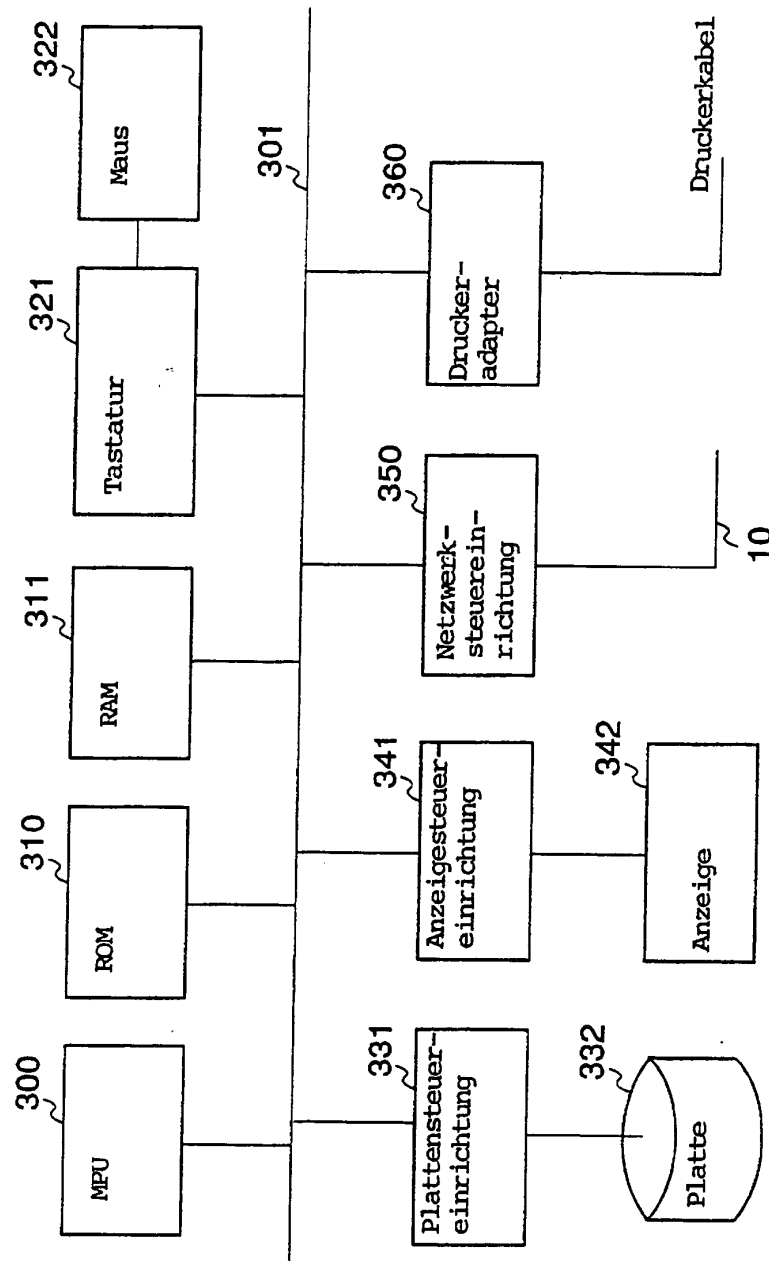 300
MPU
310
ROM
311
RAM
321
Tastatur
322
Maus
301
331
Plattensteuer-
einrichtung
341
Anzeigesteuer-
einrichtung
350
Netzwerk-
steuerein-
richtung
360
Drucker-
adapter
332
Platte
342
Anzeige
10
Druckerkabel